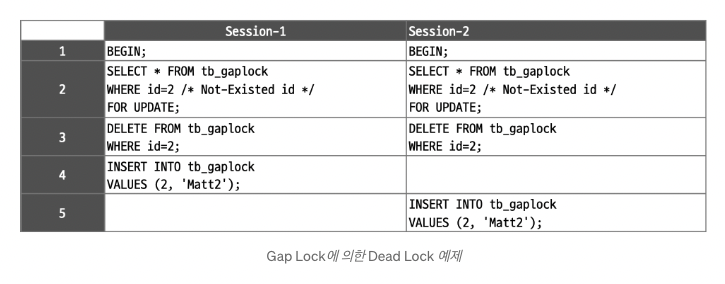 Session-1 Session-2
1 BEGIN; BEGIN;
SELECT * FROM tb_gaplock SELECT * FROM tb_gaplock
2 WHERE id=2 /* Not-Existed id */ WHERE id=2 /* Not-Existed id */
FOR UPDATE; FOR UPDATE;
3 DELETE FROM tb_gaplock DELETE FROM tb_gaplock
WHERE id=2; WHERE id=2;
4 INSERT INTO tb_gaplock
VALUES (2, 'Matt2');
5 INSERT INTO tb_gaplock
VALUES (2, 'Matt2');
Gap Lock에 의한 Dead Lock 예제